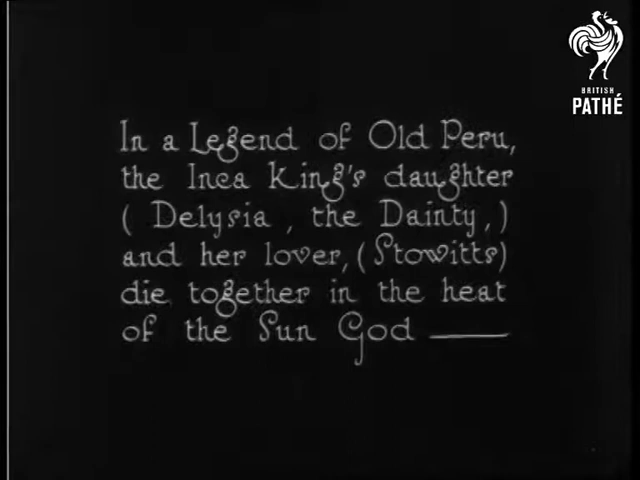 BRITISH
PATHÉ
In a Legend of Old Peru,
the Inca King's daughter
( Delysia , the Dainty, )
and her lover, ( Stowitts )
die together in the heat
of the Sun God ———